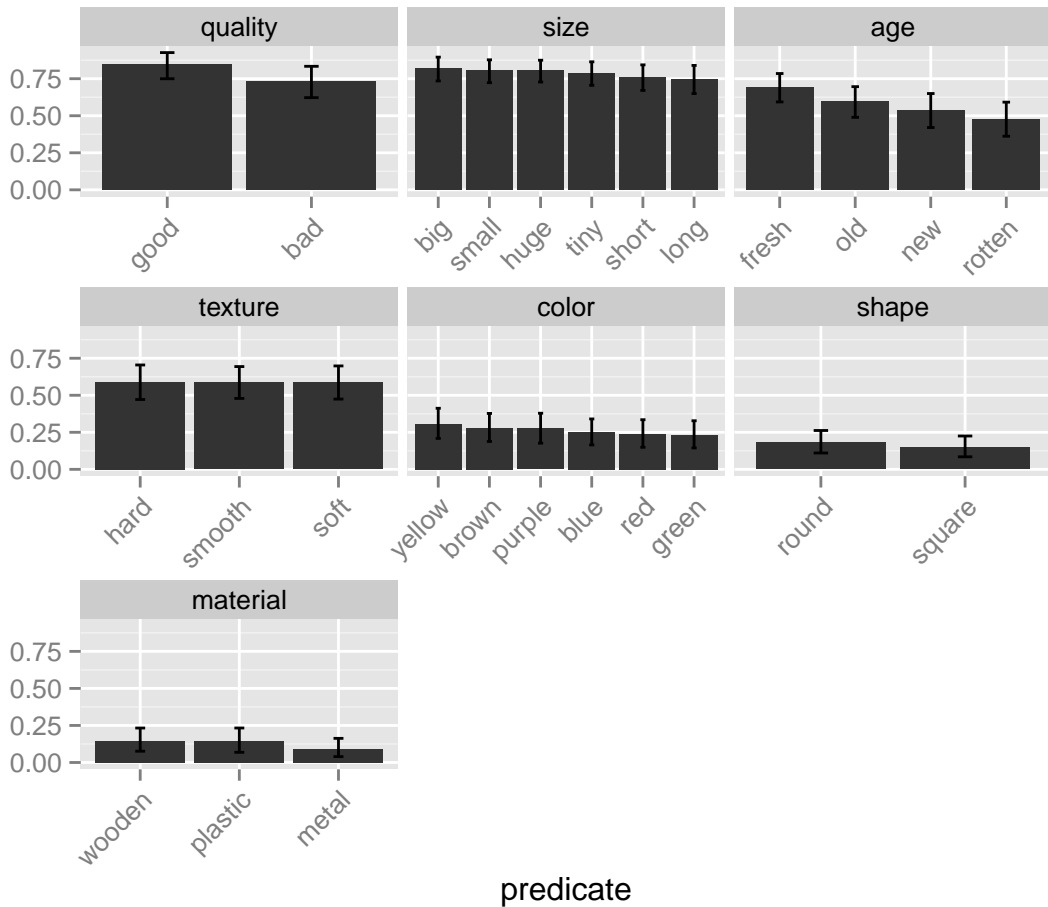 quality size age
0.75
0.50
0.25
0.00
good bad big small huge tiny short long fresh old new rotten
texture color shape
0.75
0.50
0.25
0.00
hard smooth soft yellow brown purple blue red green round square
material
0.75
0.50
0.25
0.00
wooden plastic metal
predicate